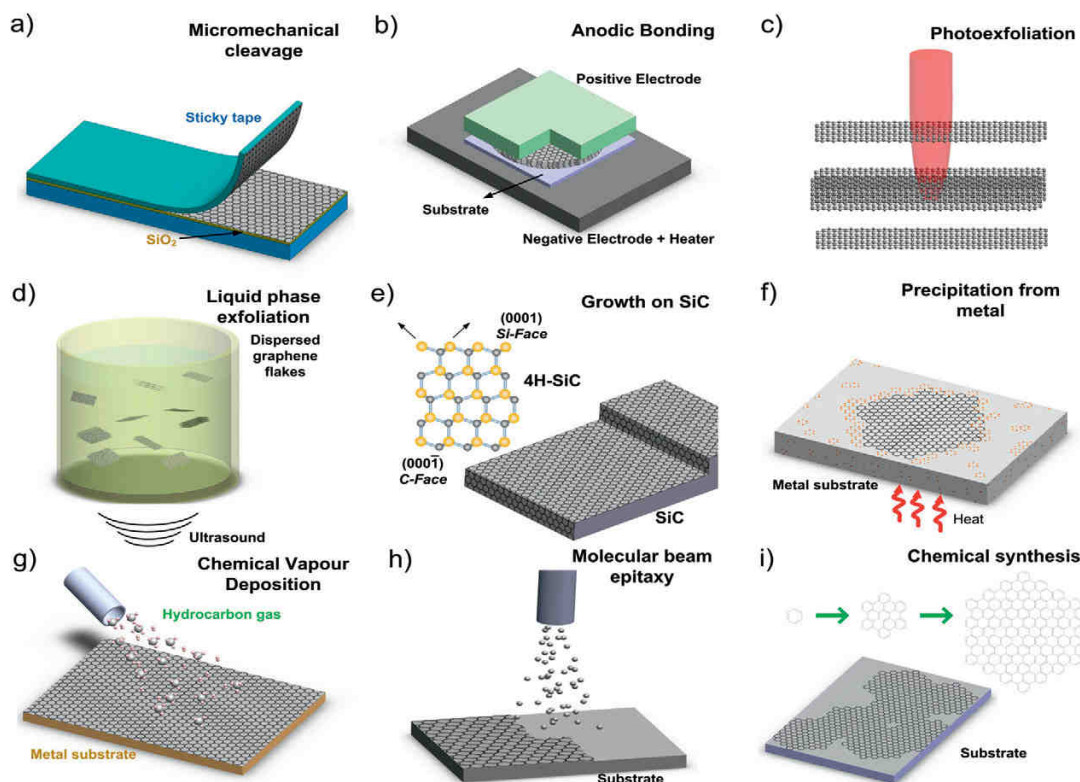 a)
Micromechanical
cleavage
Sticky tape
SiO₂
b)
Anodic Bonding
Positive Electrode
Substrate
Negative Electrode + Heater
c)
Photoexfoliation
d)
Liquid phase
exfoliation
Dispersed
graphene
flakes
Ultrasound
e)
Growth on SiC
(0001)
Si-Face
4H-SiC
(0001̅)
C-Face
SiC
f)
Precipitation from
metal
Metal substrate
Heat
g)
Chemical Vapour
Deposition
Hydrocarbon gas
Metal substrate
h)
Molecular beam
epitaxy
Substrate
i)
Chemical synthesis
Substrate